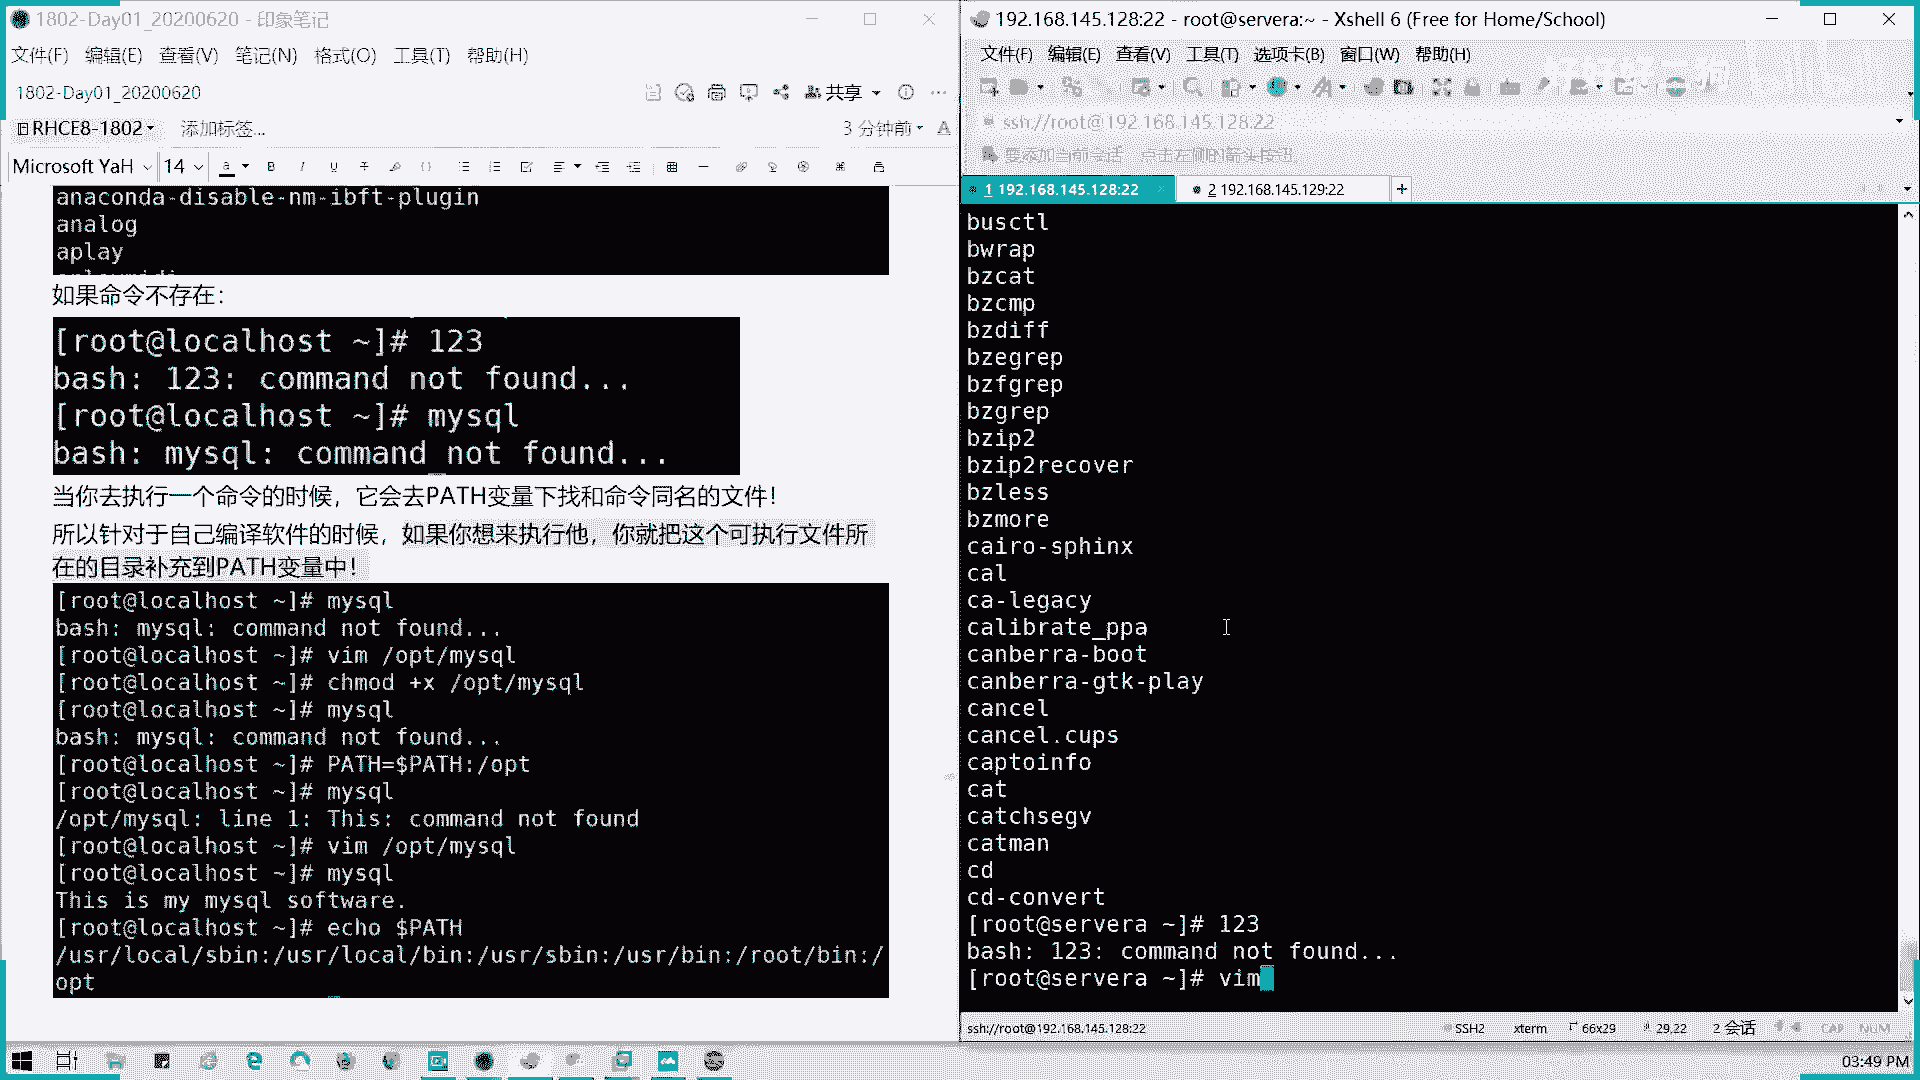 1802-Day01_20200620 - 印象笔记
文件(F) 编辑(E) 查看(V) 笔记(N) 格式(O) 工具(T) 帮助(H)
1802-Day01_20200620
共享
RHCE8-1802
添加标签...
3 分钟前
Microsoft YaH
14
anaconda-disable-nm-ibft-plugin
analog
aplay
如果命令不存在：
[root@localhost ~]# 123
bash: 123: command not found...
[root@localhost ~]# mysql
bash: mysql: command not found...
当你去执行一个命令的时候，它会去PATH变量下找和命令同名的文件！
所以针对于自己编译软件的时候，如果你想来执行他，你就把这个可执行文件所
在的目录补充到PATH变量中！
[root@localhost ~]# mysql
bash: mysql: command not found...
[root@localhost ~]# vim /opt/mysql
[root@localhost ~]# chmod +x /opt/mysql
[root@localhost ~]# mysql
bash: mysql: command not found...
[root@localhost ~]# PATH=$PATH:/opt
[root@localhost ~]# mysql
/opt/mysql: line 1: This: command not found
[root@localhost ~]# vim /opt/mysql
[root@localhost ~]# mysql
This is my mysql software.
[root@localhost ~]# echo $PATH
/usr/local/sbin:/usr/local/bin:/usr/sbin:/usr/bin:/root/bin:/
opt
192.168.145.128:22 - root@servera:~ - Xshell 6 (Free for Home/School)
文件(F) 编辑(E) 查看(V) 工具(T) 选项卡(B) 窗口(W) 帮助(H)
ssh://root@192.168.145.128:22
要添加当前会话，点击左侧的箭头按钮
1 192.168.145.128:22
2 192.168.145.129:22
busctl
bwrap
bzcat
bzcmp
bzdiff
bzegrep
bzfgrep
bzgrep
bzip2
bzip2recover
bzless
bzmore
cairo-sphinx
cal
ca-legacy
calibrate_ppa
canberra-boot
canberra-gtk-play
cancel
cancel.cups
captoinfo
cat
catchsegv
catman
cd
cd-convert
[root@servera ~]# 123
bash: 123: command not found...
[root@servera ~]# vim
ssh://root@192.168.145.128:22
SSH2
xterm
66x29
29,22
2 会话
CAP
NUM
03:49 PM